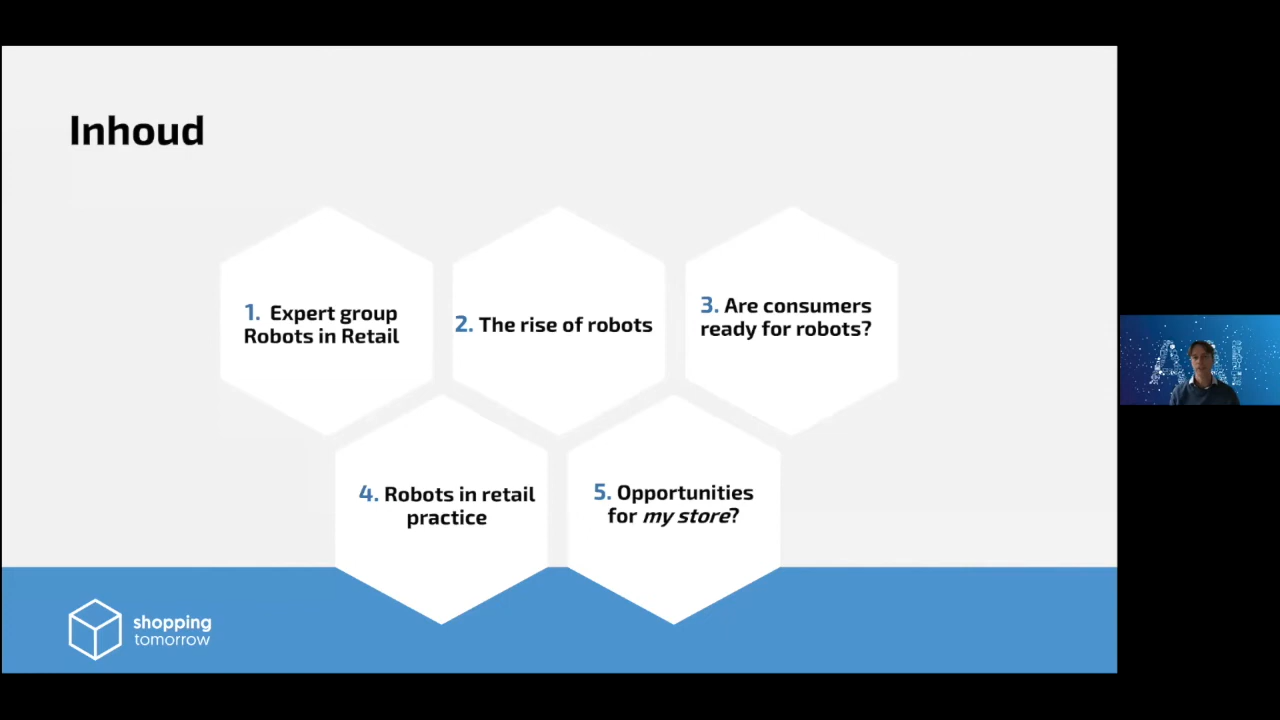 Inhoud
1. Expert group
Robots in Retail
2. The rise of robots
3. Are consumers
ready for robots?
4. Robots in retail
practice
5. Opportunities
for my store?
shopping
tomorrow